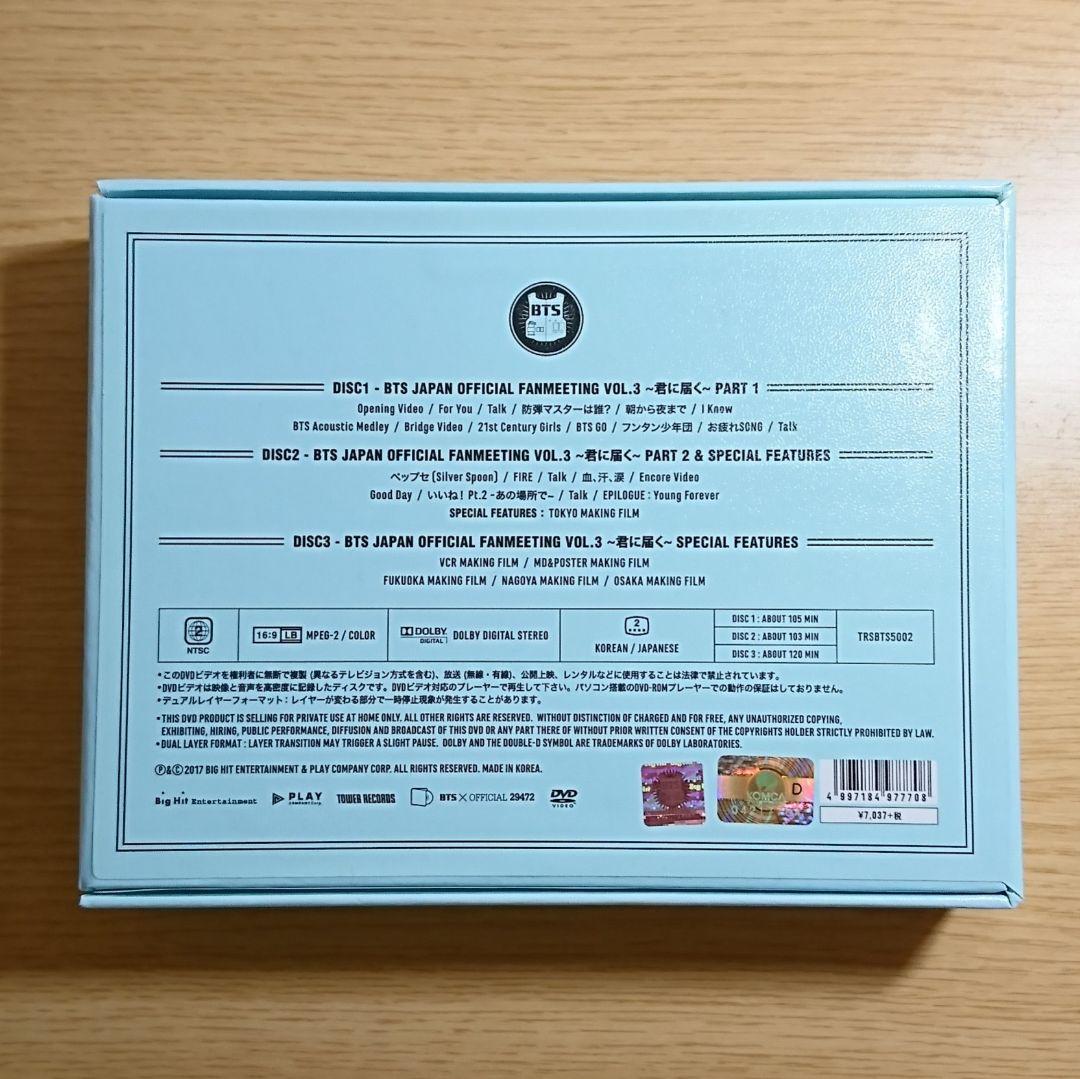 BTS
DISC1 - BTS JAPAN OFFICIAL FANMEETING VOL.3 ~君に届く~ PART 1
Opening Video / For You / Talk / 防弾マスターは誰? / 朝から夜まで / I Know
BTS Acoustic Medley / Bridge Video / 21st Century Girls / BTS GO / フンタン少年団 / お疲れSONG / Talk
DISC2 - BTS JAPAN OFFICIAL FANMEETING VOL.3 ~君に届く~ PART 2 & SPECIAL FEATURES
ペップセ (Silver Spoon) / FIRE / Talk / 血、汗、涙 / Encore Video
Good Day / いいね! Pt.2 -あの場所で- / Talk / EPILOGUE : Young Forever
SPECIAL FEATURES : TOKYO MAKING FILM
DISC3 - BTS JAPAN OFFICIAL FANMEETING VOL.3 ~君に届く~ SPECIAL FEATURES
VCR MAKING FILM / MD&POSTER MAKING FILM
FUKUOKA MAKING FILM / NAGOYA MAKING FILM / OSAKA MAKING FILM
2 NTSC
16:9 LB MPEG-2 / COLOR
DOLBY DIGITAL DOLBY DIGITAL STEREO
2 KOREAN / JAPANESE
DISC 1 : ABOUT 105 MIN
DISC 2 : ABOUT 103 MIN
DISC 3 : ABOUT 120 MIN
TRSBTS5002
•このDVDビデオを権利者に無断で複製 (異なるテレビジョン方式を含む)、放送 (無線・有線)、公開上映、レンタルなどに使用することは法律で禁止されています。
•DVDビデオは映像と音声を高密度に記録したディスクです。DVDビデオ対応のプレーヤーで再生して下さい。パソコン搭載のDVD-ROMプレーヤーでの動作の保証はしておりません。
•デュアルレイヤーフォーマット : レイヤーが変わる部分で一時停止現象が発生することがあります。
•THIS DVD PRODUCT IS SELLING FOR PRIVATE USE AT HOME ONLY. ALL OTHER RIGHTS ARE RESERVED. WITHOUT DISTINCTION OF CHARGED AND FOR FREE, ANY UNAUTHORIZED COPYING,
EXHIBITING, HIRING, PUBLIC PERFORMANCE, DIFFUSION AND BROADCAST OF THIS DVD OR ANY PART THERE OF WITHOUT PRIOR WRITTEN CONSENT OF THE COPYRIGHTS HOLDER STRICTLY PROHIBITED BY LAW.
•DUAL LAYER FORMAT : LAYER TRANSITION MAY TRIGGER A SLIGHT PAUSE. DOLBY AND THE DOUBLE-D SYMBOL ARE TRADEMARKS OF DOLBY LABORATORIES.
Ⓟ&Ⓒ2017 BIG HIT ENTERTAINMENT & PLAY COMPANY CORP. ALL RIGHTS RESERVED. MADE IN KOREA.
Big Hit Entertainment PLAY COMPANY Corp. TOWER RECORDS BTS×OFFICIAL 29472 DVD VIDEO
KOMCA D
4 997184 977708
¥7,037+税